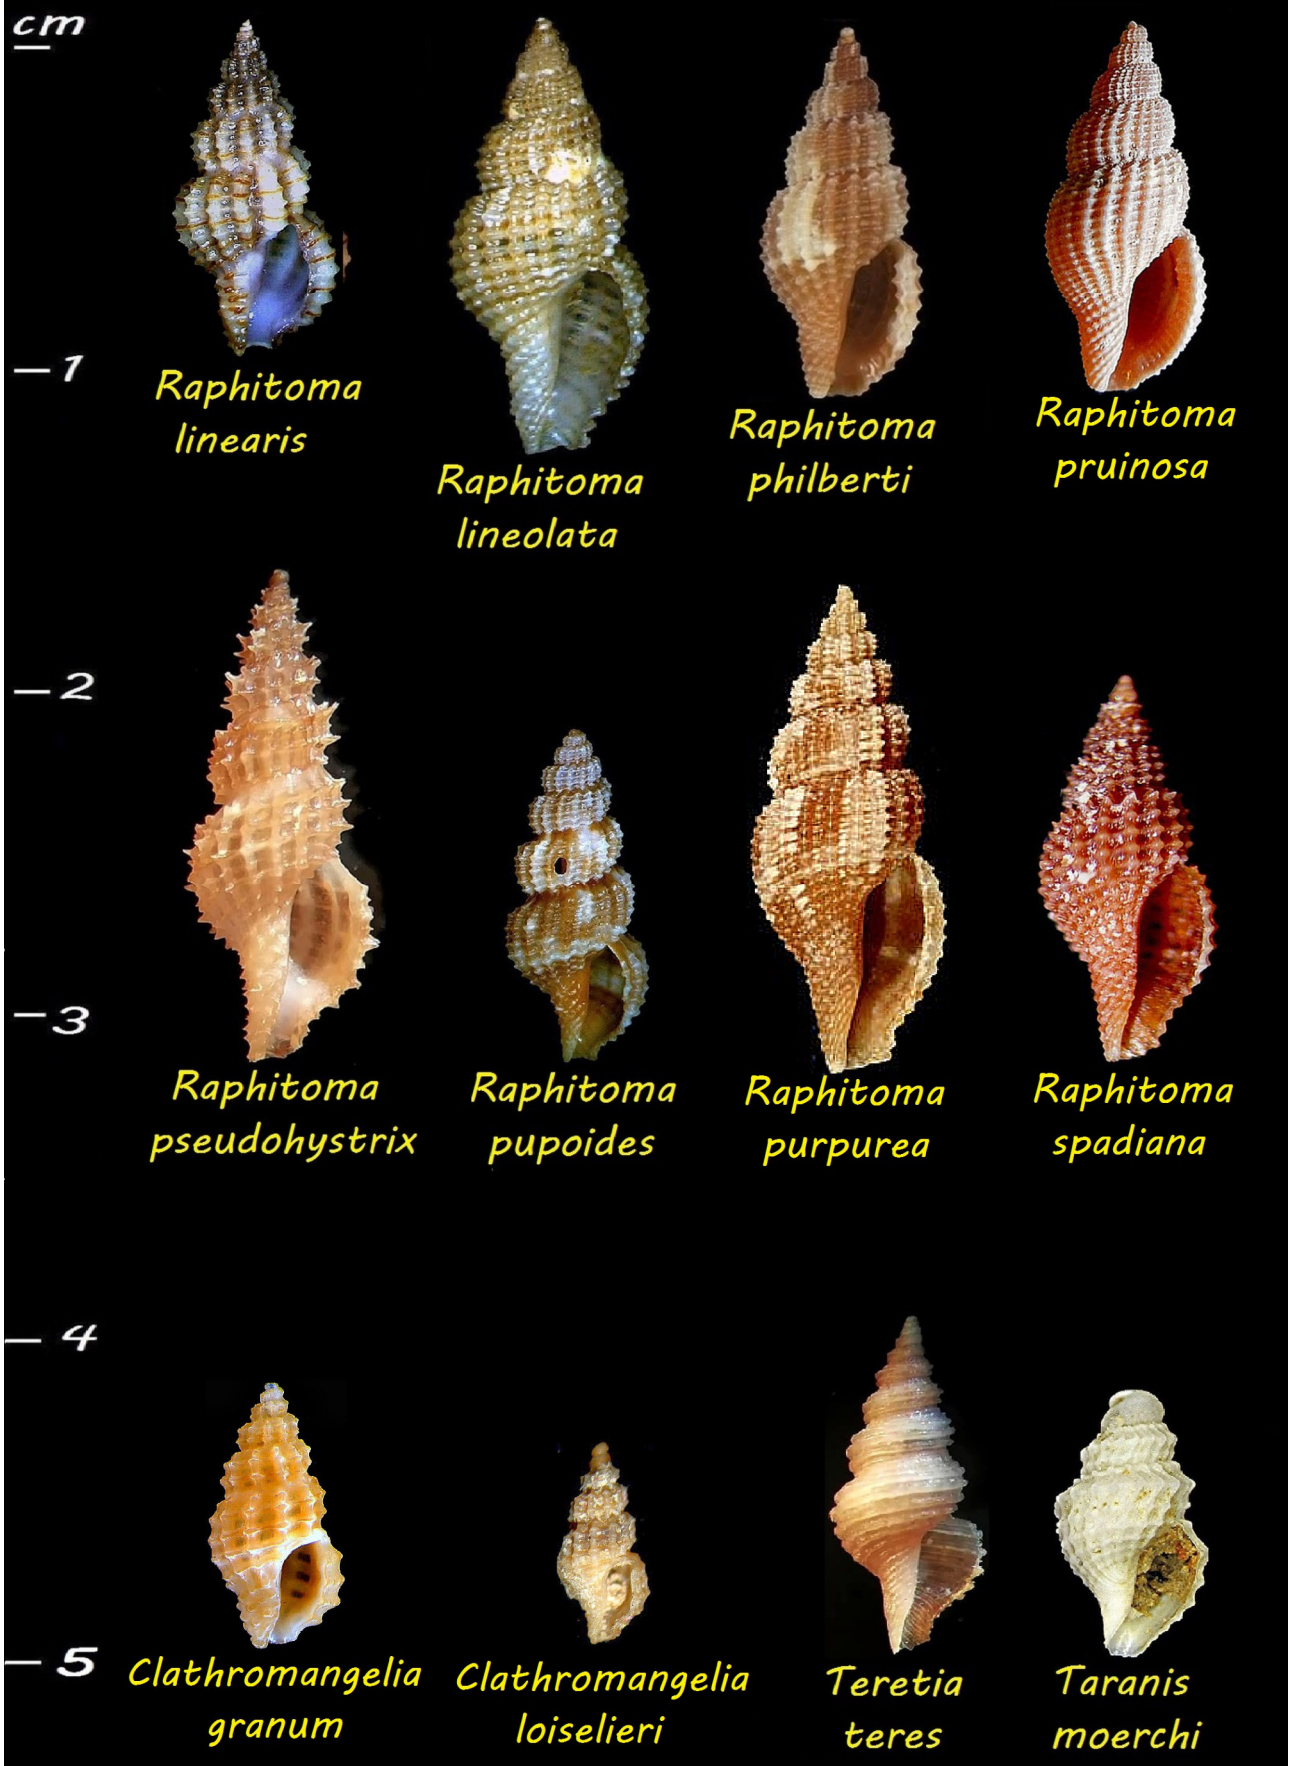 cm
1
Raphitoma
linearis
Raphitoma
lineolata
Raphitoma
philberti
Raphitoma
pruinosa
2
3
Raphitoma
pseudohystrix
Raphitoma
pupoides
Raphitoma
purpurea
Raphitoma
spadiana
4
5
Clathromangelia
granum
Clathromangelia
loiselieri
Teretia
teres
Taranis
moerchi